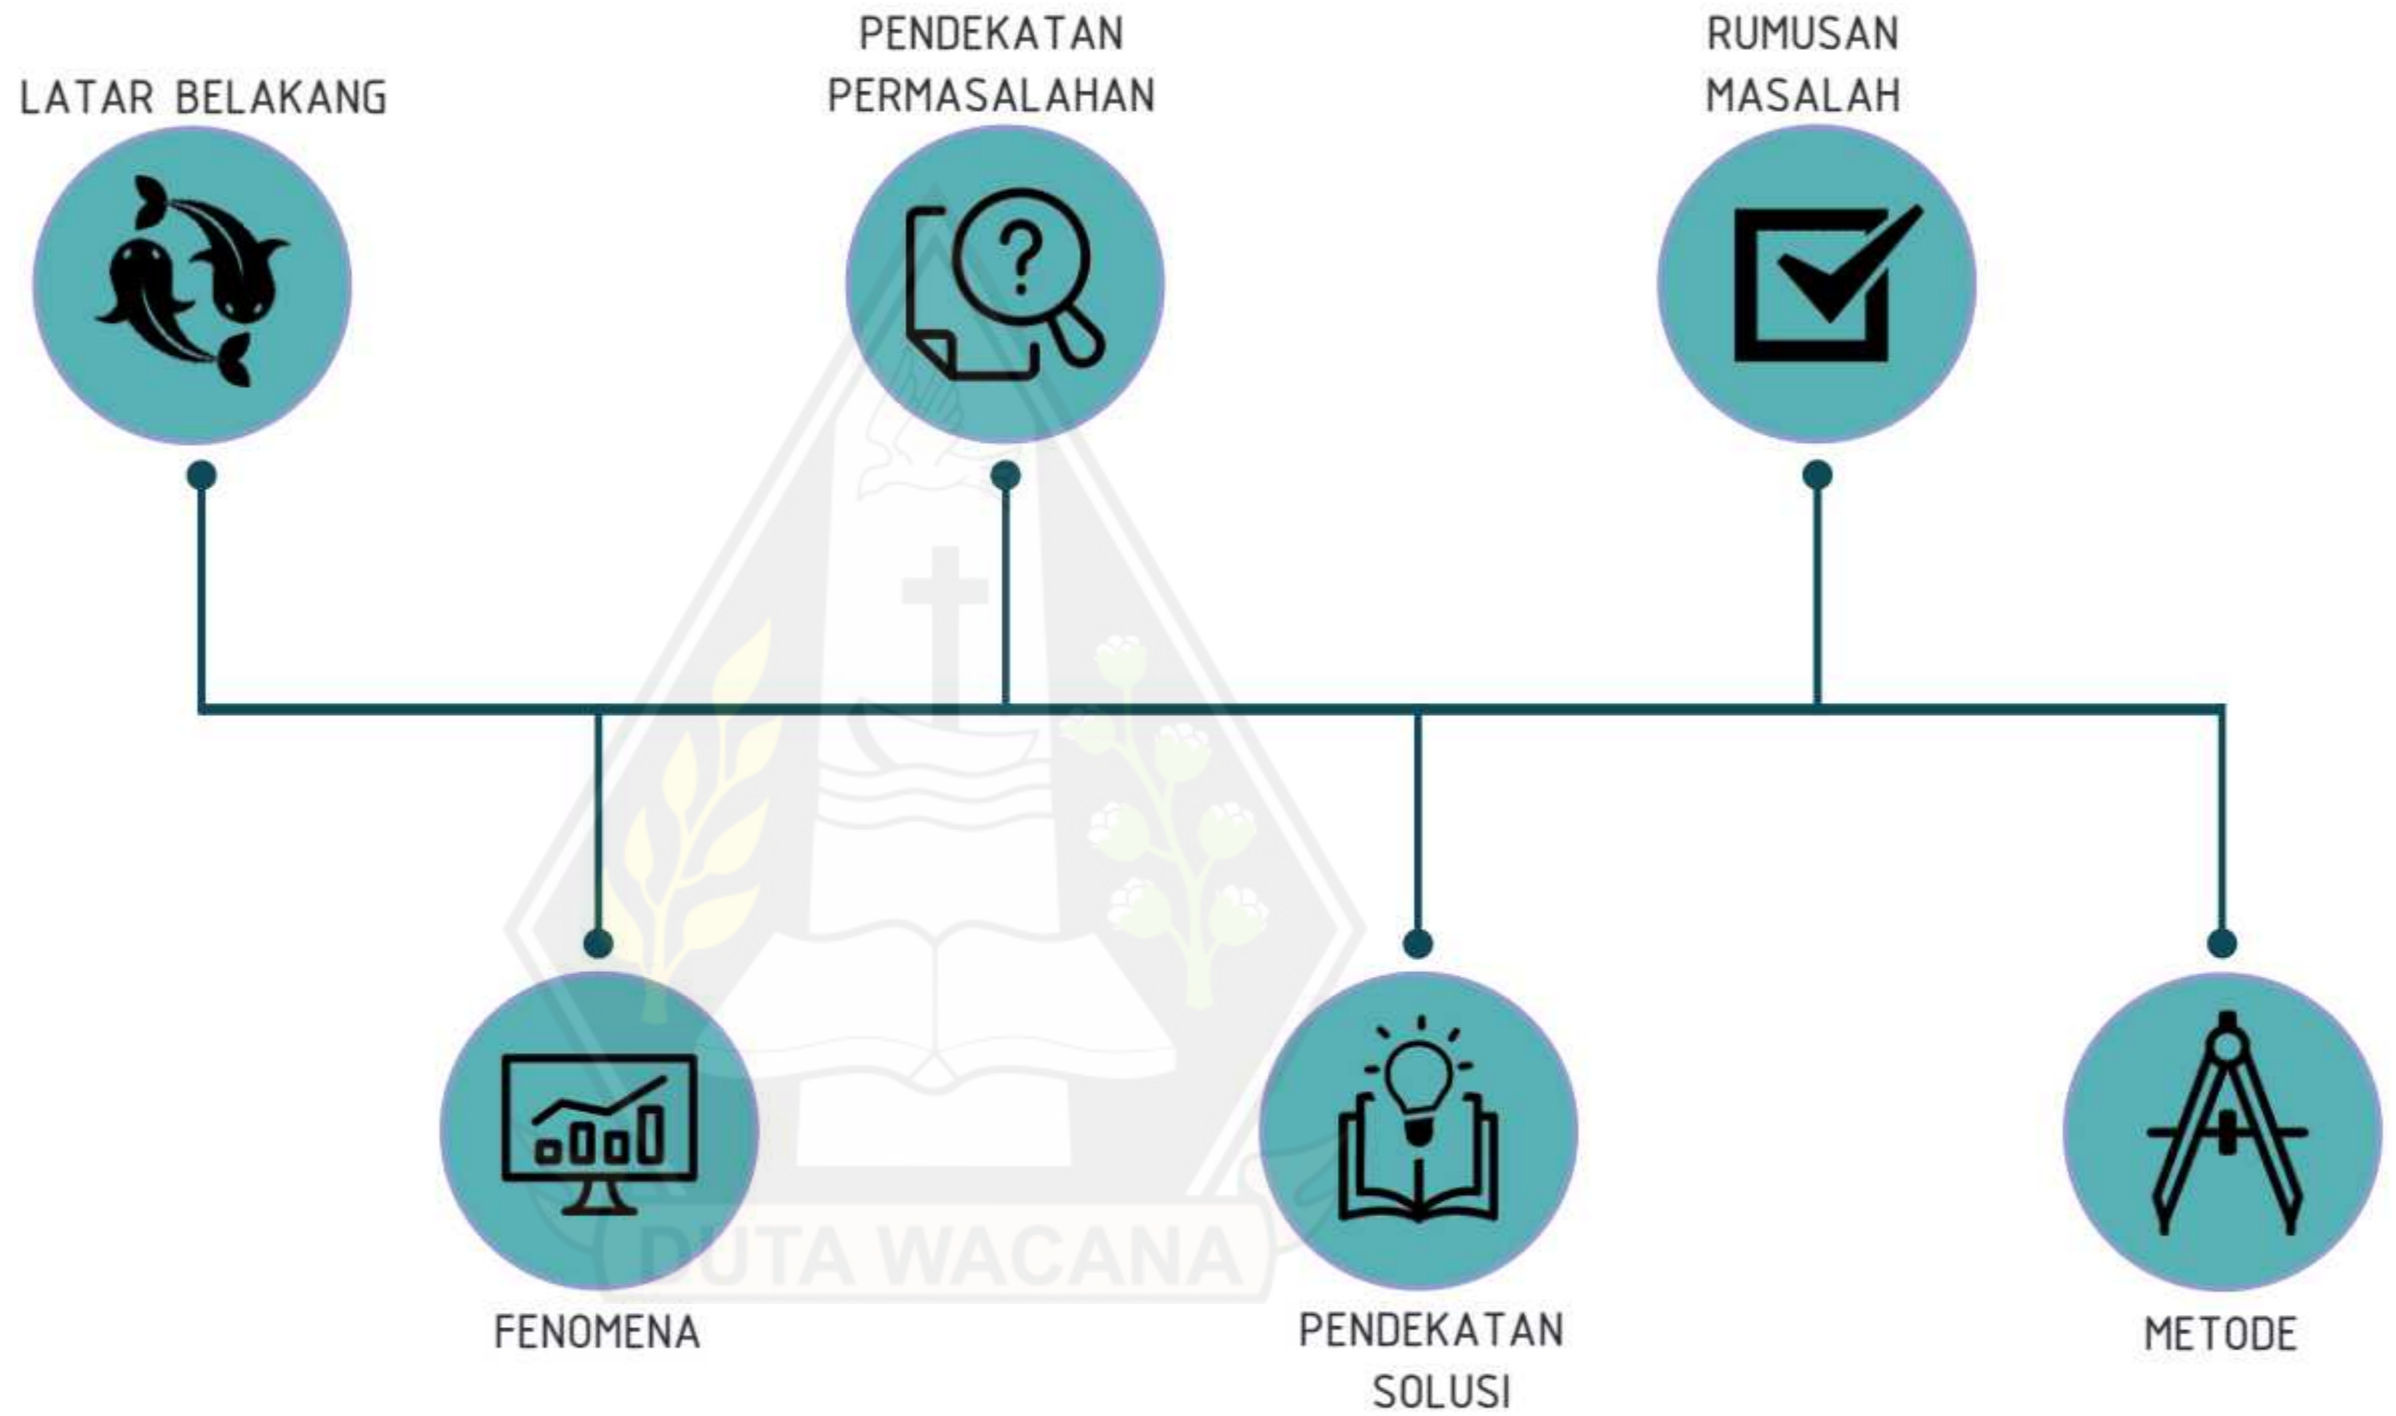 LATAR BELAKANG
PENDEKATAN
PERMASALAHAN
RUMUSAN
MASALAH
?
DUTA WACANA
FENOMENA
PENDEKATAN
SOLUSI
METODE